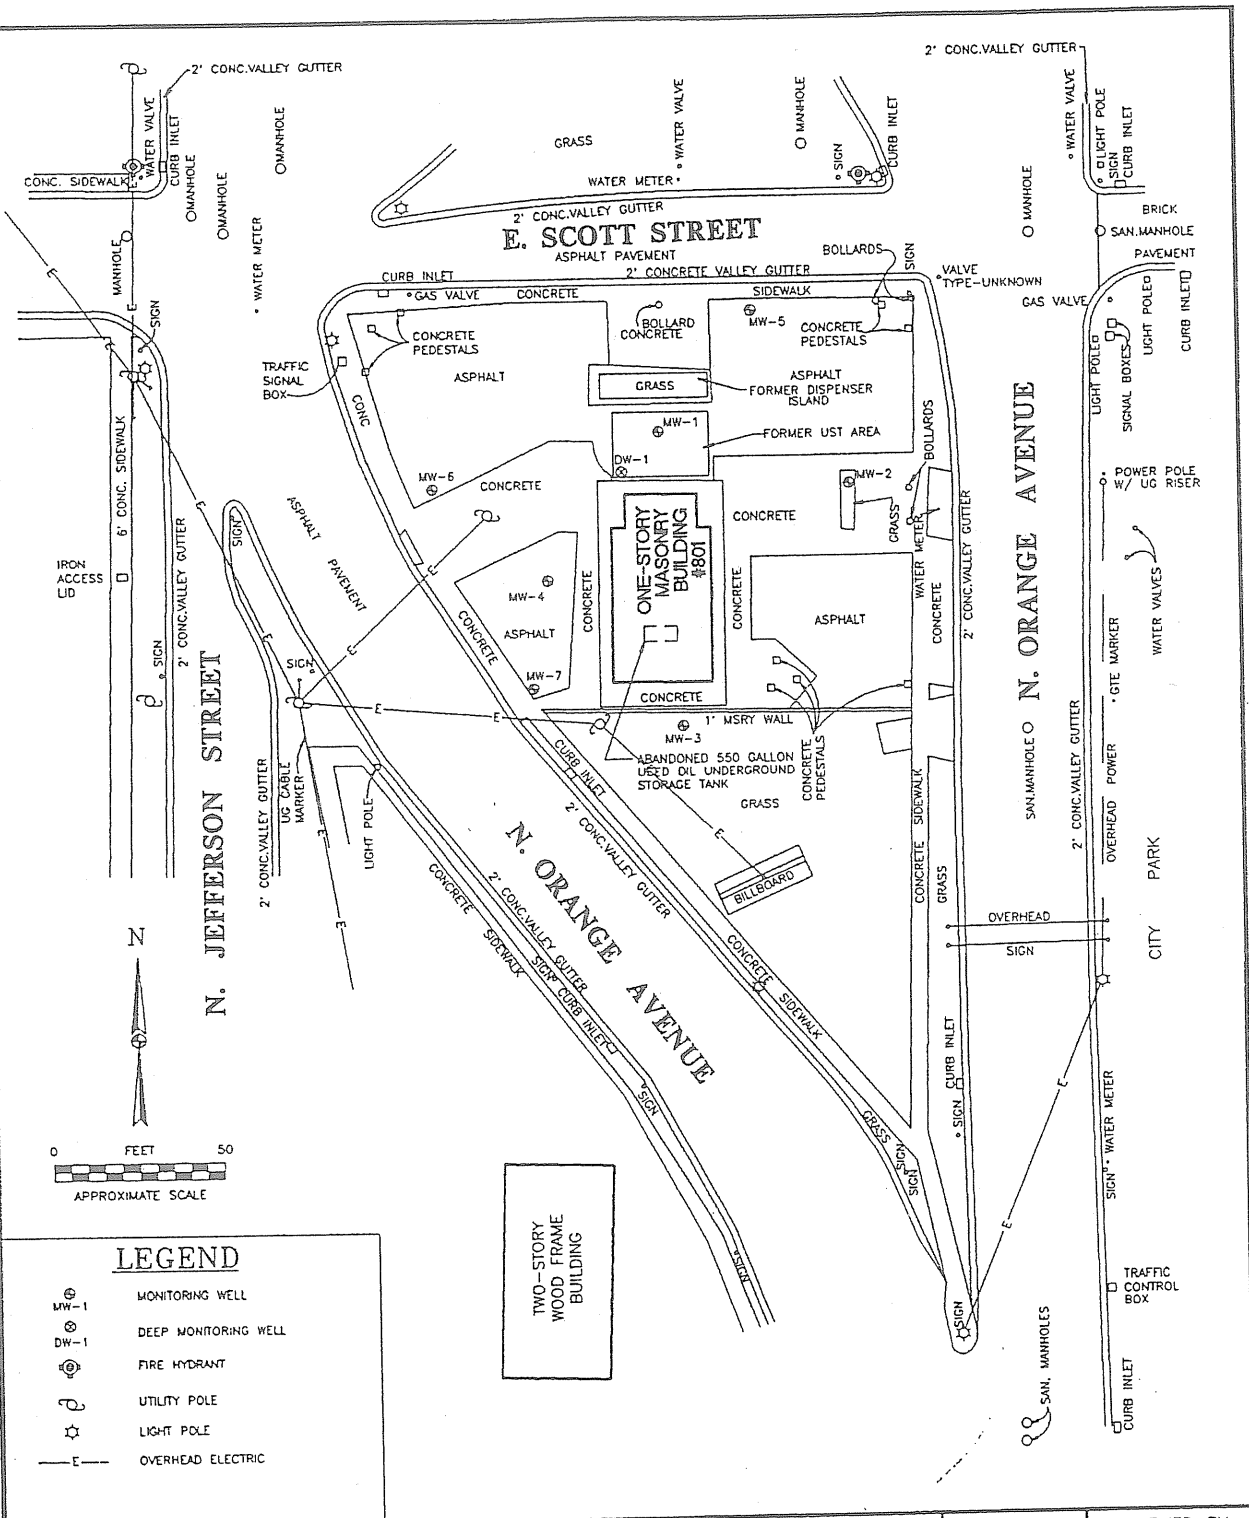 2' CONC.VALLEY GUTTER
2' CONC.VALLEY GUTTER
WATER VALVE
CURB INLET
MANHOLE
MANHOLE
MANHOLE
CONC. SIDEWALK
E
MANHOLE
WATER METER
GRASS
WATER VALVE
MANHOLE
SIGN
CURB INLET
WATER METER
2' CONC.VALLEY GUTTER
E. SCOTT STREET
ASPHALT PAVEMENT
WATER VALVE
LIGHT POLE
SIGN
CURB INLET
MANHOLE
BRICK
SAN.MANHOLE
PAVEMENT
E
E
SIGN
E
CURB INLET
2' CONCRETE VALLEY GUTTER
BOLLARDS
SIGN
VALVE
TYPE-UNKNOWN
GAS VALVE
CONCRETE
SIDEWALK
GAS VALVE
LIGHT POLE
CURB INLET
BOLLARD
CONCRETE
MW-5
CONCRETE
PEDESTALS
CONCRETE
PEDESTALS
LIGHT POLE
SIGNAL BOXES
TRAFFIC
SIGNAL
BOX
ASPHALT
GRASS
ASPHALT
FORMER DISPENSER
ISLAND
CONC
MW-1
FORMER UST AREA
BOLLARDS
N. ORANGE AVENUE
6' CONC. SIDEWALK
DW-1
MW-6
CONCRETE
MW-2
GRASS
POWER POLE
W/ UG RISER
E
SIGN
ASPHALT
PAVEMENT
CONCRETE
WATER METER
2' CONC.VALLEY GUTTER
IRON
ACCESS
LID
2' CONC.VALLEY GUTTER
E
ONE-STORY
MASONRY
BUILDING
#801
MW-4
CONCRETE
CONCRETE
ASPHALT
CONCRETE
WATER VALVES
GTE MARKER
ASPHALT
CONCRETE
E
E
SIGN
SIGN
N. JEFFERSON STREET
MW-7
CONCRETE
E
E
1' MSRY WALL
MW-3
CONCRETE
PEDESTALS
ABANDONED 550 GALLON
USED OIL UNDERGROUND
STORAGE TANK
GRASS
CURB INLET
SAN.MANHOLE
2' CONC.VALLEY GUTTER
OVERHEAD POWER
2' CONC.VALLEY GUTTER
UG CABLE
MARKER
E
LIGHT POLE
2' CONC.VALLEY GUTTER
E
BILLBOARD
CONCRETE SIDEWALK
GRASS
CITY PARK
OVERHEAD
SIGN
CONCRETE
SIDEWALK
2' CONC.VALLEY GUTTER
N. ORANGE AVENUE
E
SIGN
CURB INLET
CONCRETE SIDEWALK
N
CURB INLET
SIGN
E
SIGN
GRASS
SIGN
SIGN
WATER METER
SIGN
0 FEET 50
APPROXIMATE SCALE
TWO-STORY
WOOD FRAME
BUILDING
E
SIGN
SIGN
TRAFFIC
CONTROL
BOX
SAN. MANHOLES
CURB INLET
LEGEND
MW-1 MONITORING WELL
DW-1 DEEP MONITORING WELL
FIRE HYDRANT
UTILITY POLE
LIGHT POLE
E OVERHEAD ELECTRIC